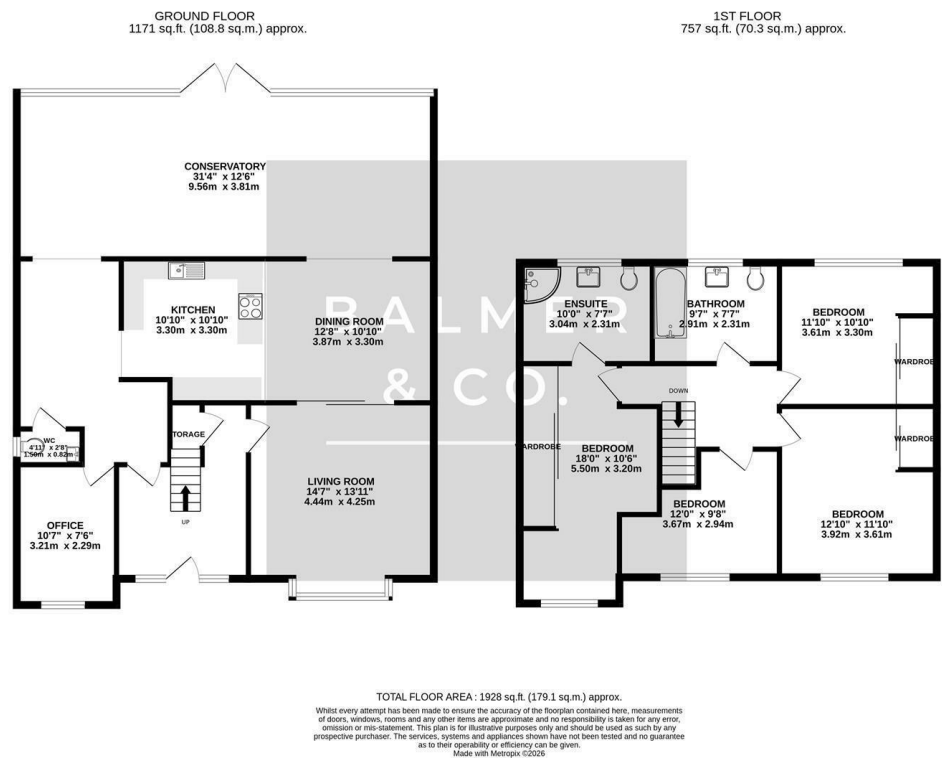 GROUND FLOOR
1171 sq.ft. (108.8 sq.m.) approx.
1ST FLOOR
757 sq.ft. (70.3 sq.m.) approx.
CONSERVATORY
31'4" x 12'6"
9.56m x 3.81m
KITCHEN
10'10" x 10'10"
3.30m x 3.30m
DINING ROOM
12'8" x 10'10"
3.87m x 3.30m
BALMER
& CO.
WC
4'11" x 2'8"
1.50m x 0.82m
TORAGE
UP
LIVING ROOM
14'7" x 13'11"
4.44m x 4.25m
OFFICE
10'7" x 7'6"
3.21m x 2.29m
ENSUITE
10'0" x 7'7"
3.04m x 2.31m
BATHROOM
9'7" x 7'7"
2.91m x 2.31m
BEDROOM
11'10" x 10'10"
3.61m x 3.30m
WARDROBE
DOWN
WARDROBE
WARDROBE
BEDROOM
18'0" x 10'6"
5.50m x 3.20m
BEDROOM
12'0" x 9'8"
3.67m x 2.94m
BEDROOM
12'10" x 11'10"
3.92m x 3.61m
TOTAL FLOOR AREA : 1928 sq.ft. (179.1 sq.m.) approx.
Whilst every attempt has been made to ensure the accuracy of the floorplan contained here, measurements
of doors, windows, rooms and any other items are approximate and no responsibility is taken for any error,
omission or mis-statement. This plan is for illustrative purposes only and should be used as such by any
prospective purchaser. The services, systems and appliances shown have not been tested and no guarantee
as to their operability or efficiency can be given.
Made with Metropix ©2026